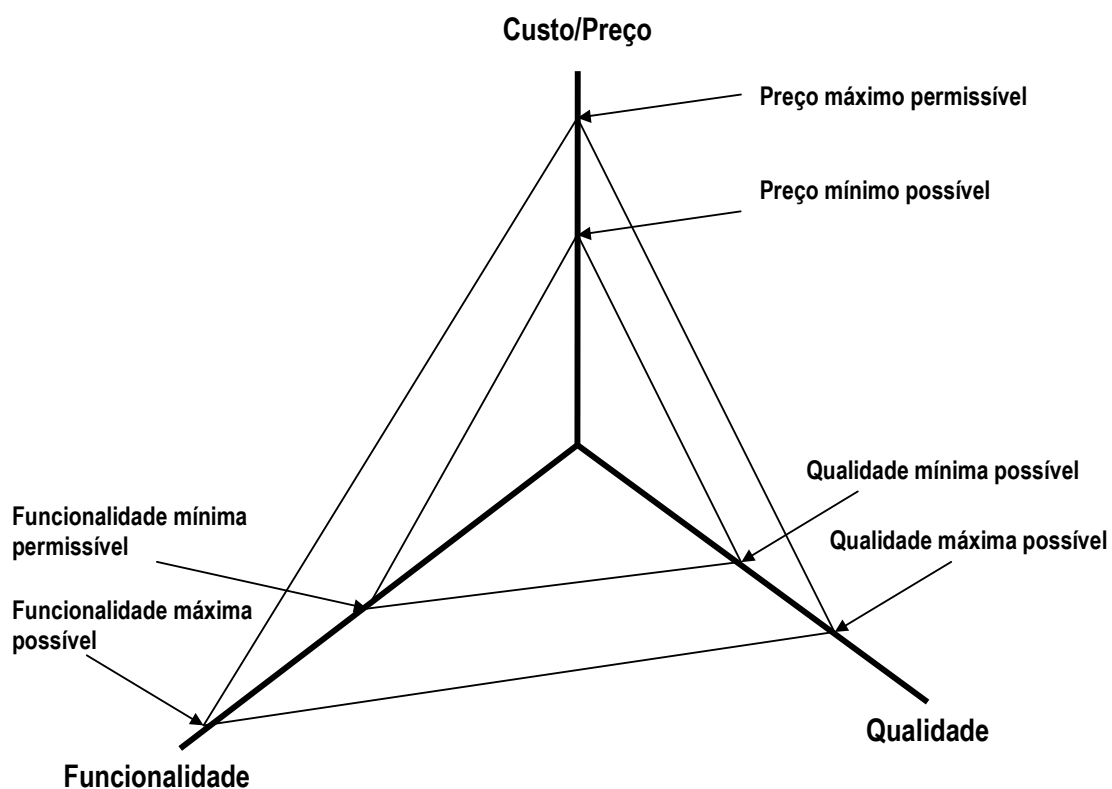 Custo/Preço
Preço máximo permissível
Preço mínimo possível
Qualidade mínima possível
Funcionalidade mínima
permissível
Qualidade máxima possível
Funcionalidade máxima
possível
Qualidade
Funcionalidade